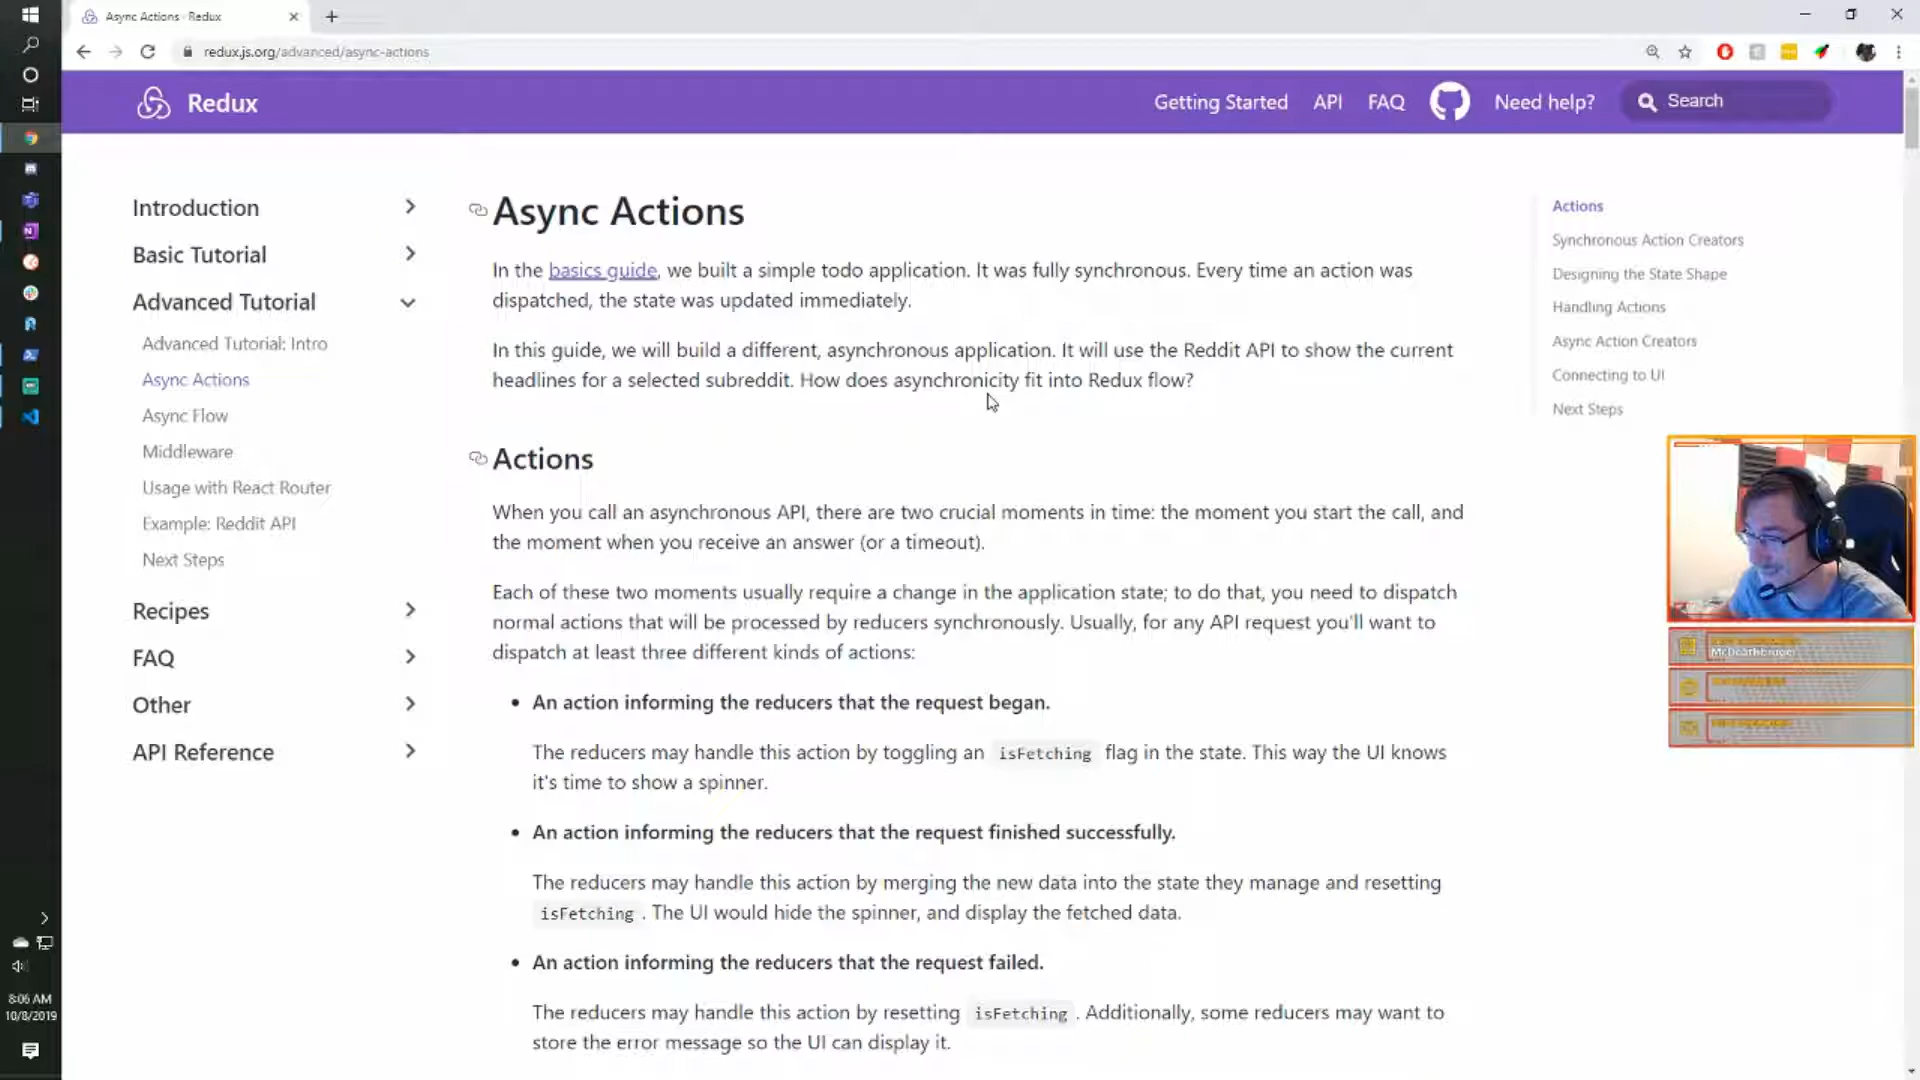 Async Actions · Redux
redux.js.org/advanced/async-actions
Redux
Getting Started
API
FAQ
Need help?
Search
Introduction
Basic Tutorial
Advanced Tutorial
Advanced Tutorial: Intro
Async Actions
Async Flow
Middleware
Usage with React Router
Example: Reddit API
Next Steps
Recipes
FAQ
Other
API Reference
Async Actions
In the basics guide, we built a simple todo application. It was fully synchronous. Every time an action was
dispatched, the state was updated immediately.
In this guide, we will build a different, asynchronous application. It will use the Reddit API to show the current
headlines for a selected subreddit. How does asynchronicity fit into Redux flow?
Actions
When you call an asynchronous API, there are two crucial moments in time: the moment you start the call, and
the moment when you receive an answer (or a timeout).
Each of these two moments usually require a change in the application state; to do that, you need to dispatch
normal actions that will be processed by reducers synchronously. Usually, for any API request you'll want to
dispatch at least three different kinds of actions:
• An action informing the reducers that the request began.
The reducers may handle this action by toggling an isFetching flag in the state. This way the UI knows
it's time to show a spinner.
• An action informing the reducers that the request finished successfully.
The reducers may handle this action by merging the new data into the state they manage and resetting
isFetching . The UI would hide the spinner, and display the fetched data.
• An action informing the reducers that the request failed.
The reducers may handle this action by resetting isFetching . Additionally, some reducers may want to
store the error message so the UI can display it.
Actions
Synchronous Action Creators
Designing the State Shape
Handling Actions
Async Action Creators
Connecting to UI
Next Steps
8:06 AM
10/8/2019